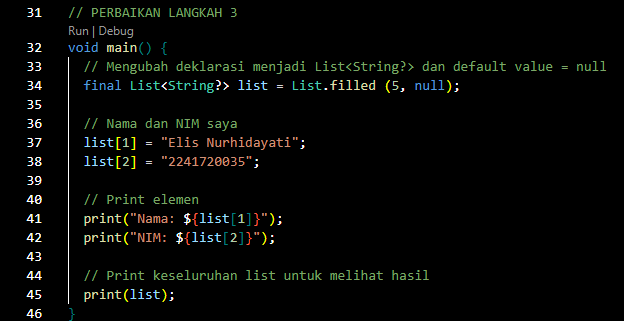 31 // PERBAIKAN LANGKAH 3
Run | Debug
32 void main() {
33 // Mengubah deklarasi menjadi List<String?> dan default value = null
34 final List<String?> list = List.filled (5, null);
35
36 // Nama dan NIM saya
37 list[1] = "Elis Nurhidayati";
38 list[2] = "2241720035";
39
40 // Print elemen
41 print("Nama: ${list[1]}");
42 print("NIM: ${list[2]}");
43
44 // Print keseluruhan list untuk melihat hasil
45 print(list);
46 }